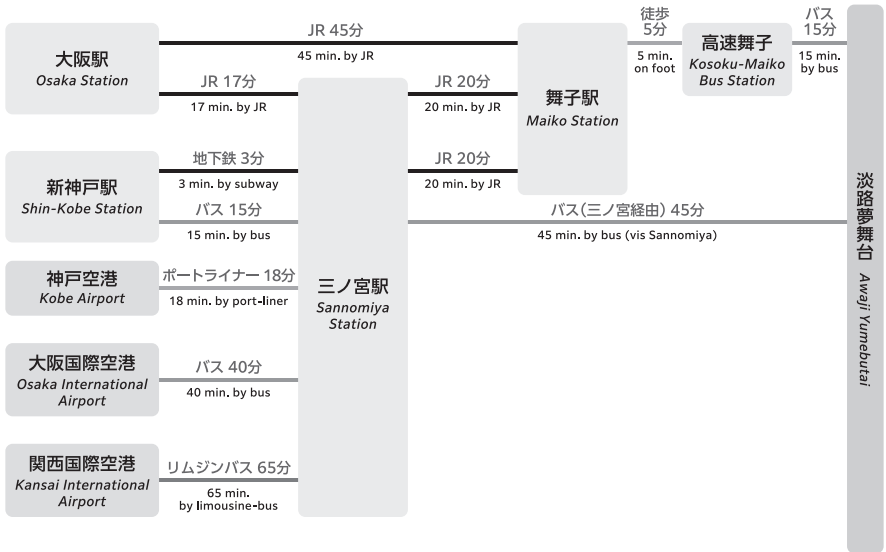 大阪駅
Osaka Station
JR 45分
45 min. by JR
JR 17分
17 min. by JR
JR 20分
20 min. by JR
舞子駅
Maiko Station
徒歩
5分
5 min.
on foot
高速舞子
Kosoku-Maiko
Bus Station
バス
15分
15 min.
by bus
新神戸駅
Shin-Kobe Station
地下鉄 3分
3 min. by subway
JR 20分
20 min. by JR
バス 15分
15 min. by bus
バス(三ノ宮経由) 45分
45 min. by bus (vis Sannomiya)
神戸空港
Kobe Airport
ポートライナー 18分
18 min. by port-liner
三ノ宮駅
Sannomiya
Station
大阪国際空港
Osaka International
Airport
バス 40分
40 min. by bus
関西国際空港
Kansai International
Airport
リムジンバス 65分
65 min.
by limousine-bus
淡路夢舞台 Awaji Yumebutai